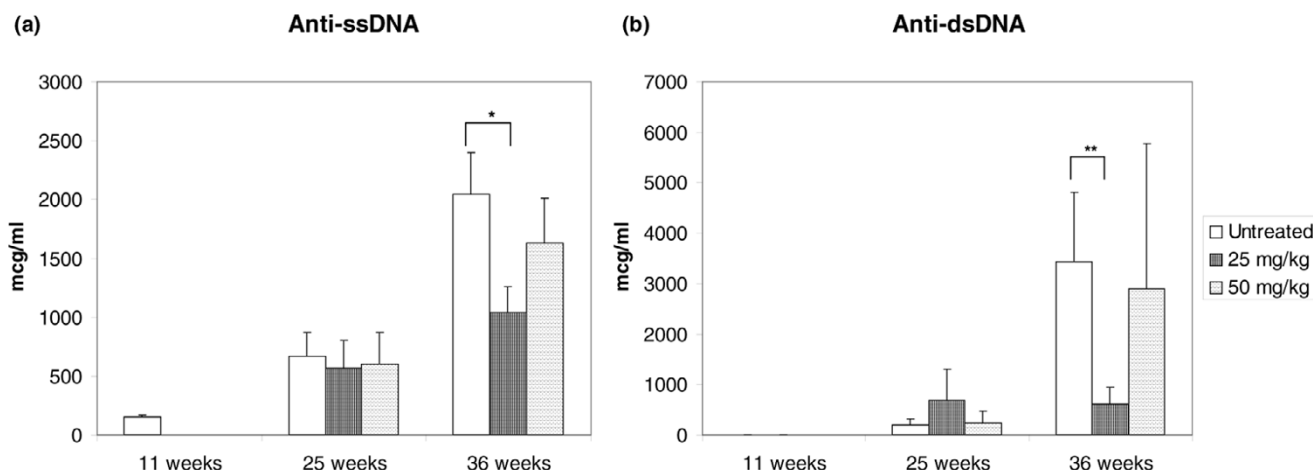 (a) Anti-ssDNA
3000
2500
2000
1500
1000
500
0
mcg/ml
*
11 weeks 25 weeks 36 weeks
(b) Anti-dsDNA
7000
6000
5000
4000
3000
2000
1000
0
mcg/ml
**
11 weeks 25 weeks 36 weeks
Untreated
25 mg/kg
50 mg/kg